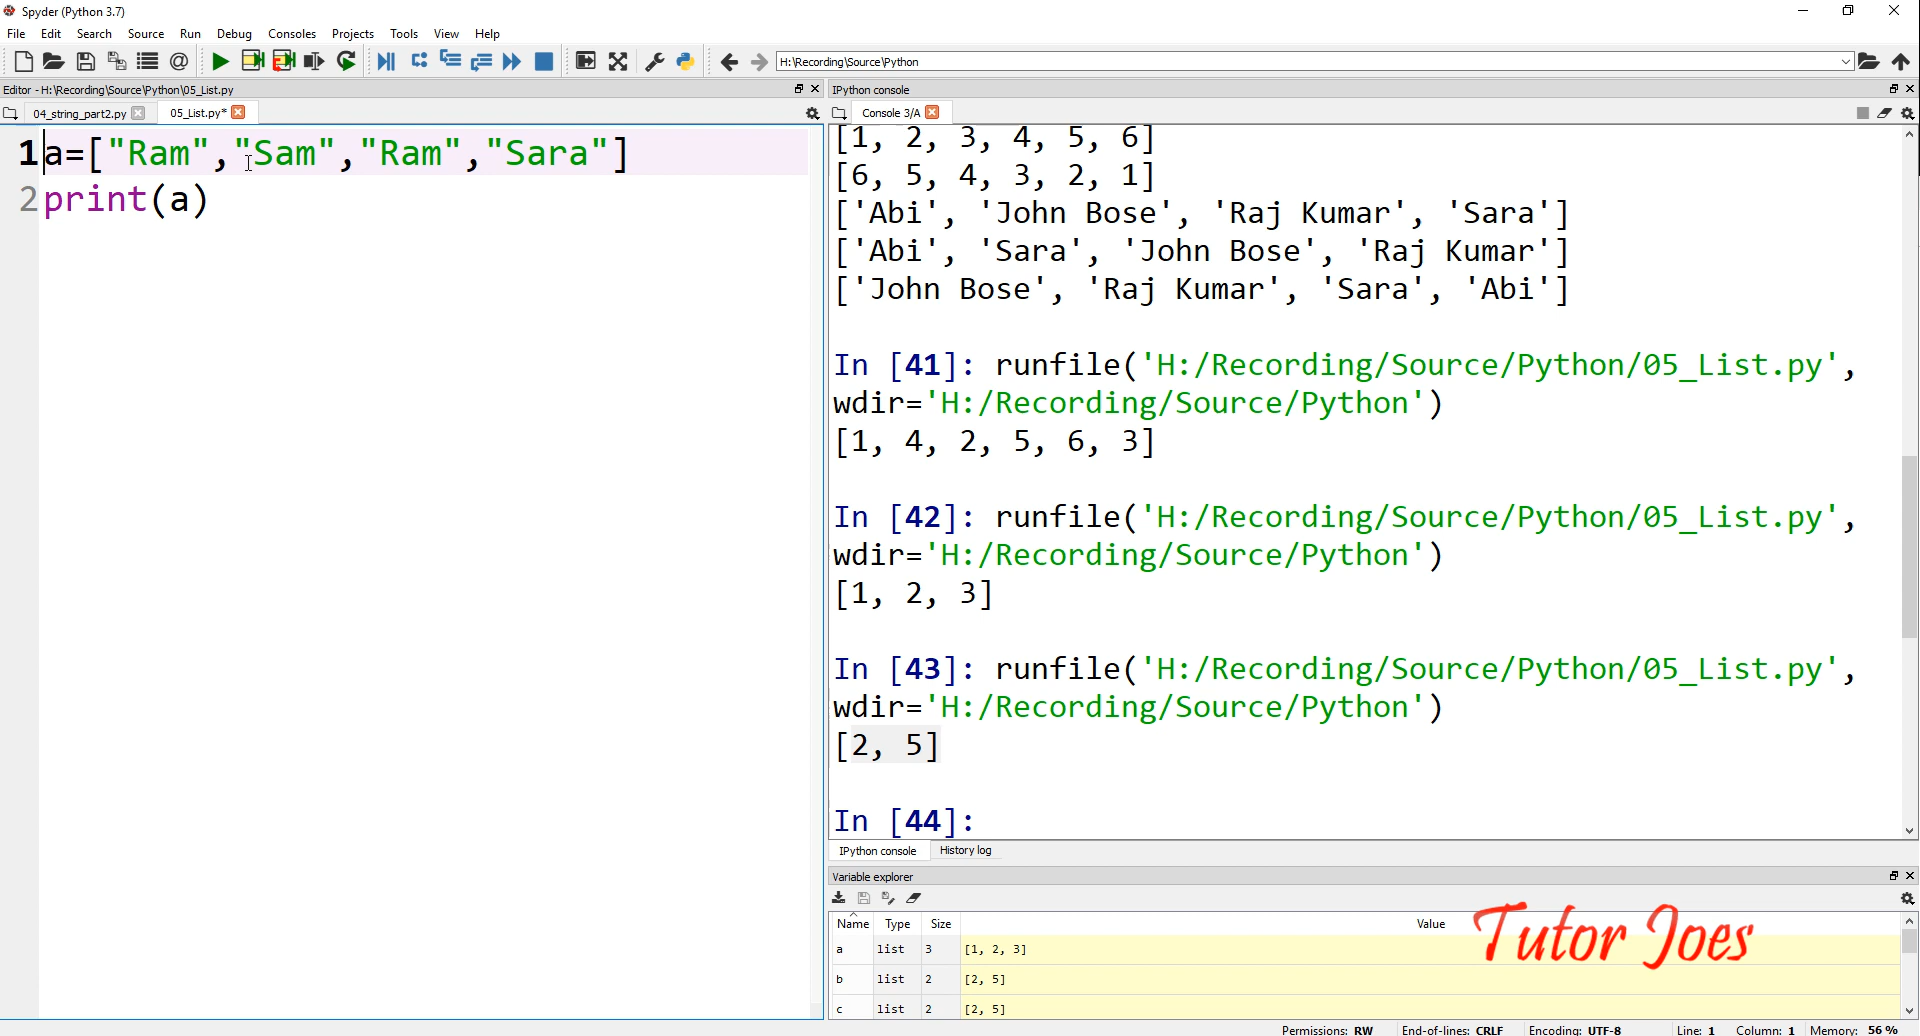 Spyder (Python 3.7)
File Edit Search Source Run Debug Consoles Projects Tools View Help
H:\Recording\Source\Python
Editor - H:\Recording\Source\Python\05_List.py
04_string_part2.py 05_List.py*
1 a=["Ram","Sam","Ram","Sara"]
2 print(a)
IPython console
Console 3/A
[1, 2, 3, 4, 5, 6]
[6, 5, 4, 3, 2, 1]
['Abi', 'John Bose', 'Raj Kumar', 'Sara']
['Abi', 'Sara', 'John Bose', 'Raj Kumar']
['John Bose', 'Raj Kumar', 'Sara', 'Abi']
In [41]: runfile('H:/Recording/Source/Python/05_List.py',
wdir='H:/Recording/Source/Python')
[1, 4, 2, 5, 6, 3]
In [42]: runfile('H:/Recording/Source/Python/05_List.py',
wdir='H:/Recording/Source/Python')
[1, 2, 3]
In [43]: runfile('H:/Recording/Source/Python/05_List.py',
wdir='H:/Recording/Source/Python')
[2, 5]
In [44]:
IPython console History log
Variable explorer
Name Type Size Value
a list 3 [1, 2, 3]
b list 2 [2, 5]
c list 2 [2, 5]
Tutor Joes
Permissions: RW End-of-lines: CRLF Encoding: UTF-8 Line: 1 Column: 1 Memory: 56 %